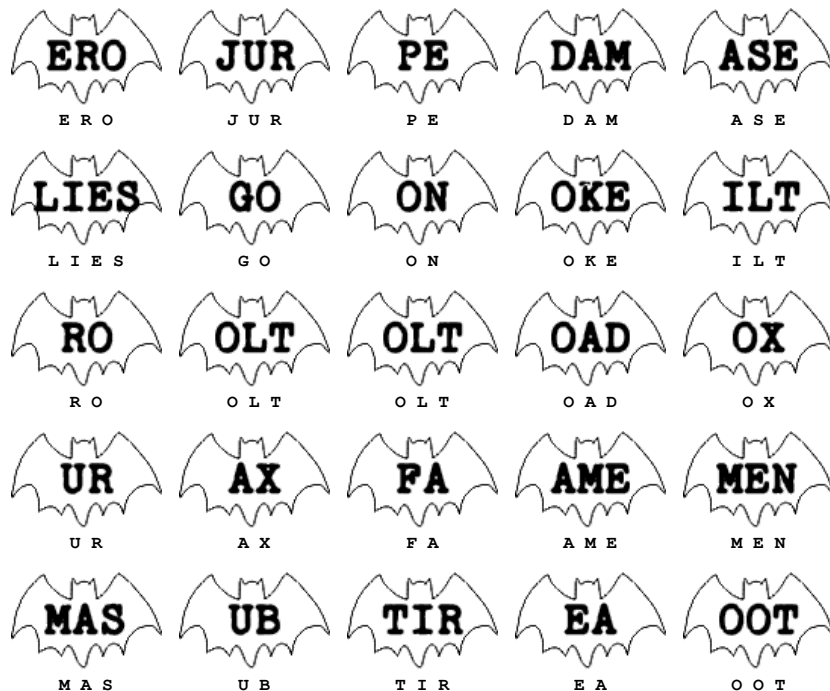 ERO JUR PE DAM ASE
E R O J U R P E D A M A S E
LIES GO ON OKE ILT
L I E S G O O N O K E I L T
RO OLT OLT OAD OX
R O O L T O L T O A D O X
UR AX FA AME MEN
U R A X F A A M E M E N
MAS UB TIR EA OOT
M A S U B T I R E A O O T